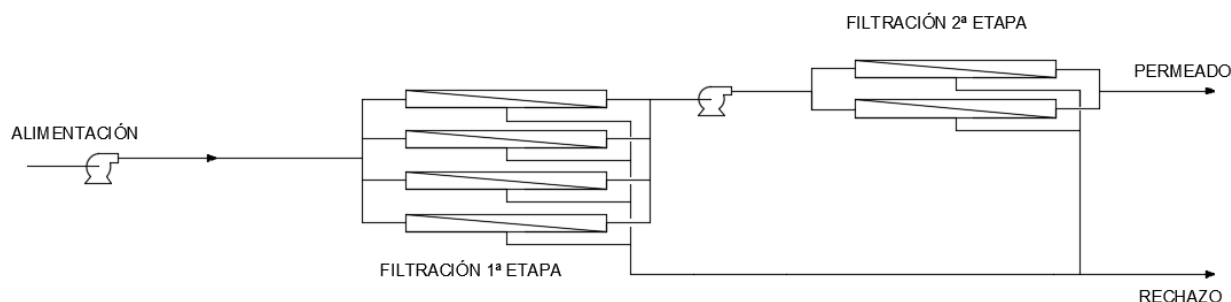 FILTRACIÓN 2ª ETAPA
PERMEADO
ALIMENTACIÓN
FILTRACIÓN 1ª ETAPA
RECHAZO